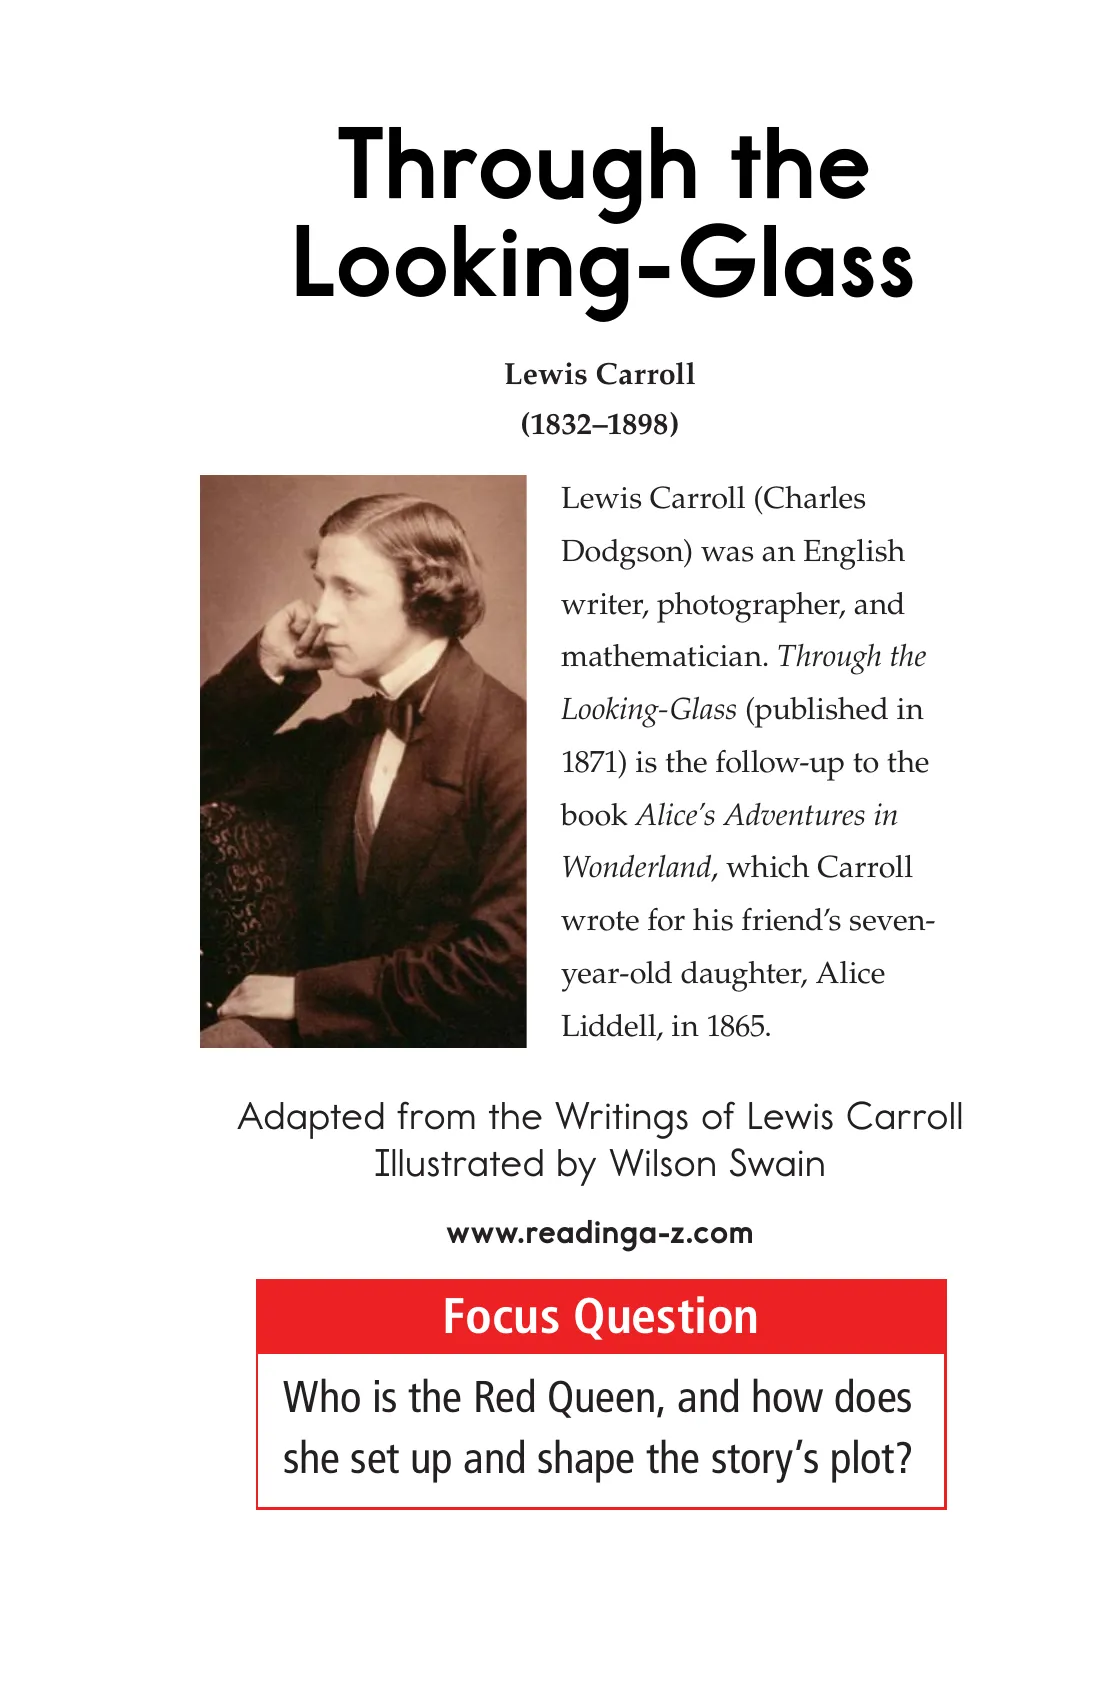 Through the
Looking-Glass
Lewis Carroll
(1832–1898)
Lewis Carroll (Charles
Dodgson) was an English
writer, photographer, and
mathematician. Through the
Looking-Glass (published in
1871) is the follow-up to the
book Alice’s Adventures in
Wonderland, which Carroll
wrote for his friend’s seven-
year-old daughter, Alice
Liddell, in 1865.
Adapted from the Writings of Lewis Carroll
Illustrated by Wilson Swain
www.readinga-z.com
Focus Question
Who is the Red Queen, and how does
she set up and shape the story’s plot?